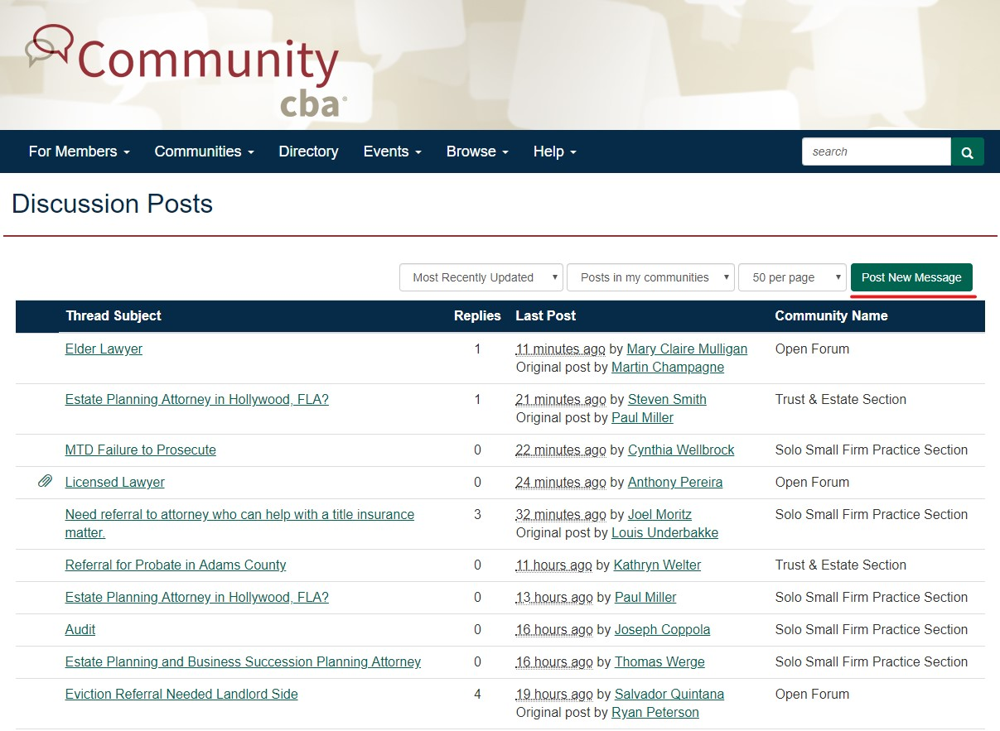 Community
cba
For Members Communities Directory Events Browse Help search
Discussion Posts
Most Recently Updated Posts in my communities 50 per page Post New Message
Thread Subject Replies Last Post Community Name
Elder Lawyer 1 11 minutes ago by Mary Claire Mulligan Open Forum
Original post by Martin Champagne
Estate Planning Attorney in Hollywood, FLA? 1 21 minutes ago by Steven Smith Trust & Estate Section
Original post by Paul Miller
MTD Failure to Prosecute 0 22 minutes ago by Cynthia Wellbrock Solo Small Firm Practice Section
Licensed Lawyer 0 24 minutes ago by Anthony Pereira Open Forum
Need referral to attorney who can help with a title insurance 3 32 minutes ago by Joel Moritz Solo Small Firm Practice Section
matter. Original post by Louis Underbakke
Referral for Probate in Adams County 0 11 hours ago by Kathryn Welter Trust & Estate Section
Estate Planning Attorney in Hollywood, FLA? 0 13 hours ago by Paul Miller Solo Small Firm Practice Section
Audit 0 16 hours ago by Joseph Coppola Solo Small Firm Practice Section
Estate Planning and Business Succession Planning Attorney 0 16 hours ago by Thomas Werge Solo Small Firm Practice Section
Eviction Referral Needed Landlord Side 4 19 hours ago by Salvador Quintana Open Forum
Original post by Ryan Peterson